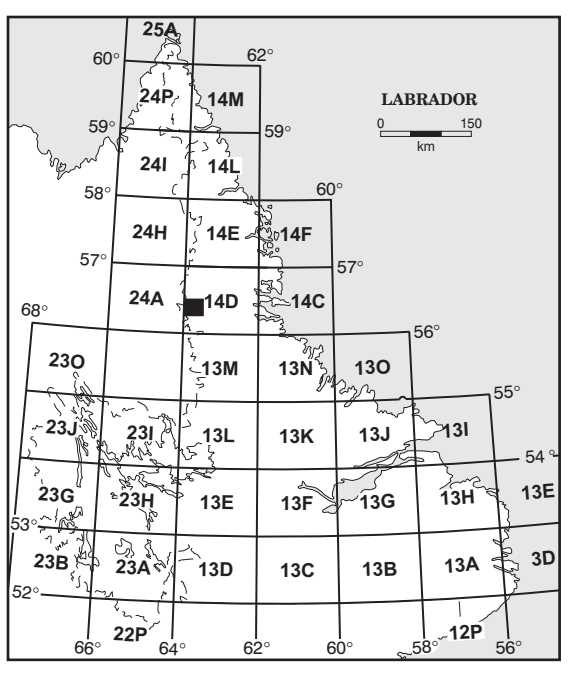 25A
60° 62°
24P 14M LABRADOR
0 150
km
59° 59°
24I 14L
58° 60°
24H 14E 14F
57° 57°
24A 14D 14C
68° 56°
23O 13M 13N 13O
55°
23J 23I 13L 13K 13J 13I
54°
23G 23H 13E 13F 13G 13H 13E
53°
23B 23A 13D 13C 13B 13A 3D
52°
22P 12P
66° 64° 62° 60° 58° 56°